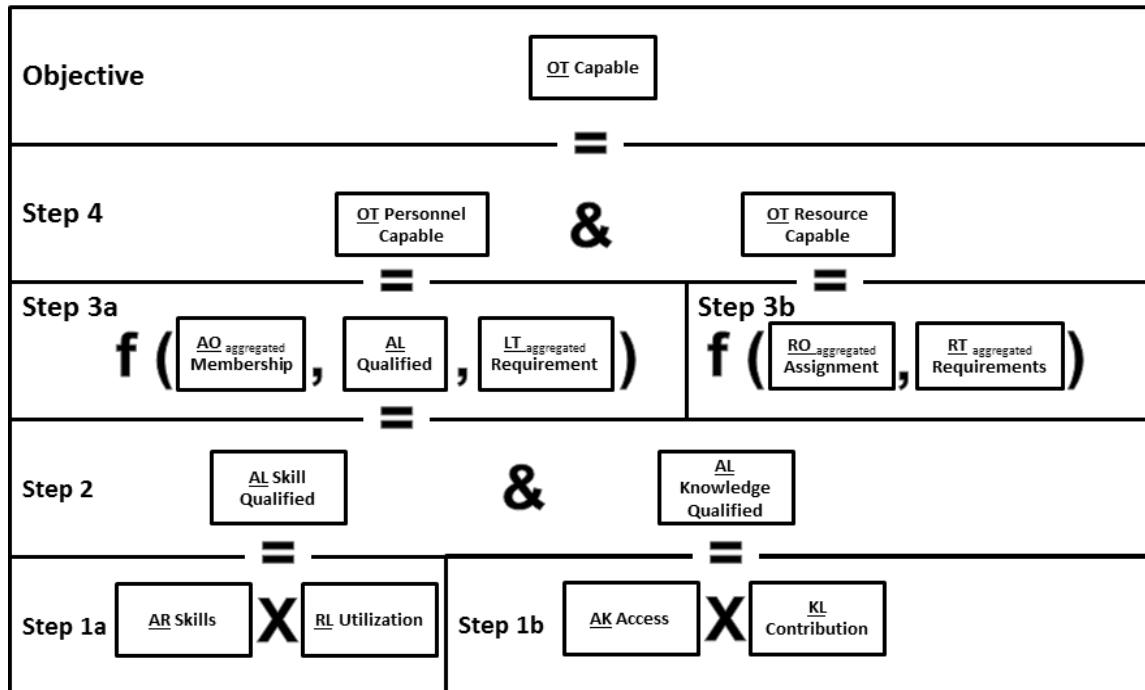 Objective
OT Capable
=
Step 4
OT Personnel
Capable
&
OT Resource
Capable
=
=
Step 3a
f ( AO aggregated
Membership ,
AL
Qualified ,
LT aggregated
Requirement )
Step 3b
f ( RO aggregated
Assignment ,
RT aggregated
Requirements )
=
Step 2
AL Skill
Qualified
&
AL
Knowledge
Qualified
=
=
Step 1a
AR Skills
X
RL Utilization
Step 1b
AK Access
X
KL
Contribution